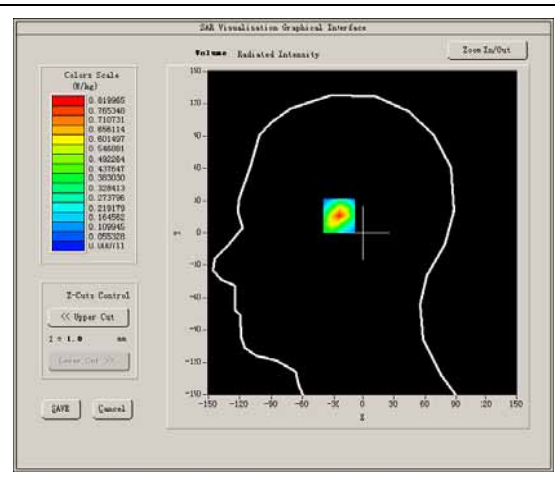 SAR Visualisation Graphical Interface
Volume Radiated Intensity
Zoom In/Out
Colors Scale
(W/kg)
0.819965
0.765348
0.710731
0.656114
0.601497
0.546881
0.492264
0.437647
0.383030
0.328413
0.273796
0.219179
0.164562
0.109945
0.055328
0.000711
150
120
90
60
30
0
-30
-60
-90
-120
-150
Y
-150 -120 -90 -60 -30 0 30 60 90 120 150
X
Z-Cuts Control
<< Upper Cut
Z = 1.0 mm
Lower Cut >>
SAVE Cancel